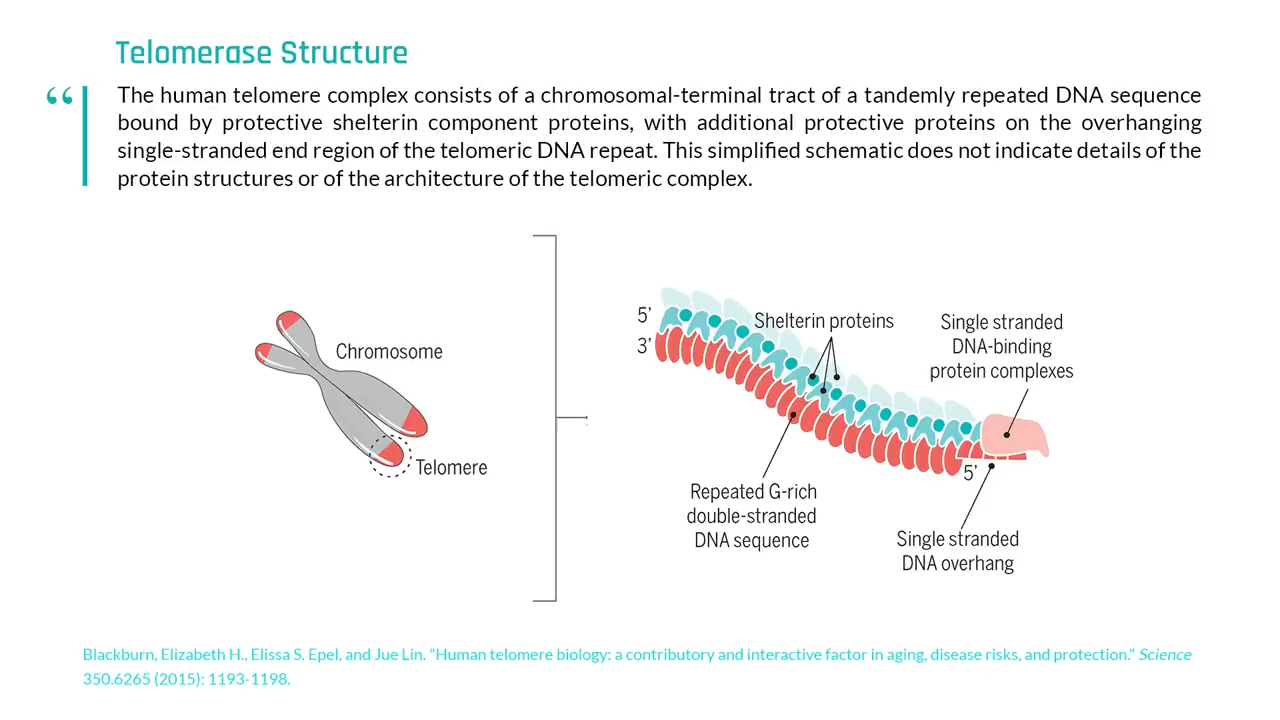 Telomerase Structure
“
The human telomere complex consists of a chromosomal-terminal tract of a tandemly repeated DNA sequence
bound by protective shelterin component proteins, with additional protective proteins on the overhanging
single-stranded end region of the telomeric DNA repeat. This simplified schematic does not indicate details of the
protein structures or of the architecture of the telomeric complex.
Chromosome
Telomere
5’
3’
Shelterin proteins
Single stranded
DNA-binding
protein complexes
5’
Repeated G-rich
double-stranded
DNA sequence
Single stranded
DNA overhang
Blackburn, Elizabeth H., Elissa S. Epel, and Jue Lin. "Human telomere biology: a contributory and interactive factor in aging, disease risks, and protection." Science
350.6265 (2015): 1193-1198.